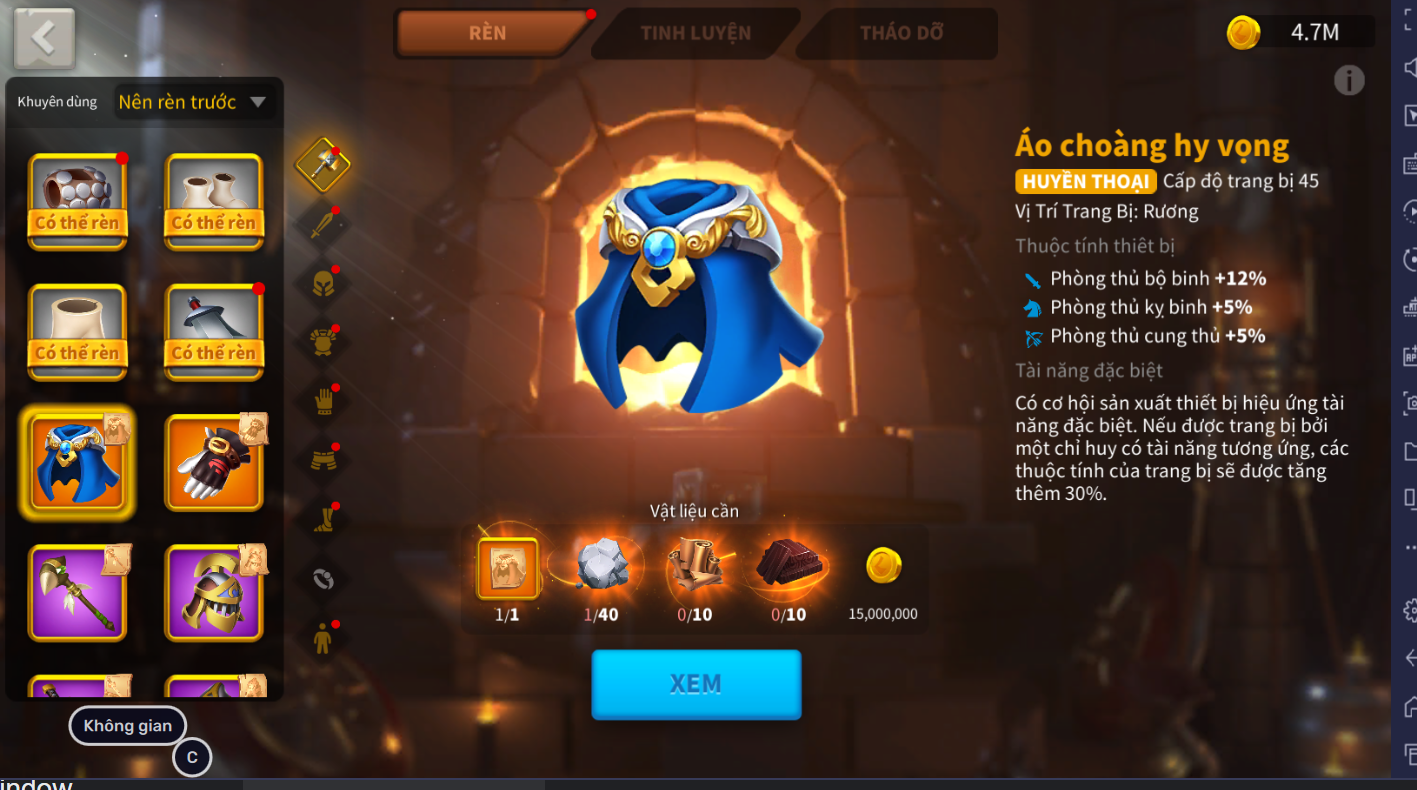 RÈN
TINH LUYỆN
THÁO DỠ
4.7M
Khuyên dùng
Nên rèn trước
Có thể rèn
Có thể rèn
Có thể rèn
Có thể rèn
Áo choàng hy vọng
HUYỀN THOẠI Cấp độ trang bị 45
Vị Trí Trang Bị: Rương
Thuộc tính thiêt bị
Phòng thủ bộ binh +12%
Phòng thủ kỵ binh +5%
Phòng thủ cung thủ +5%
Tài năng đặc biệt
Có cơ hội sản xuất thiết bị hiệu ứng tài
năng đặc biệt. Nếu được trang bị bởi
một chỉ huy có tài năng tương ứng, các
thuộc tính của trang bị sẽ được tăng
thêm 30%.
Vật liệu cần
1/1
1/40
0/10
0/10
15,000,000
XEM
Không gian
C
indow